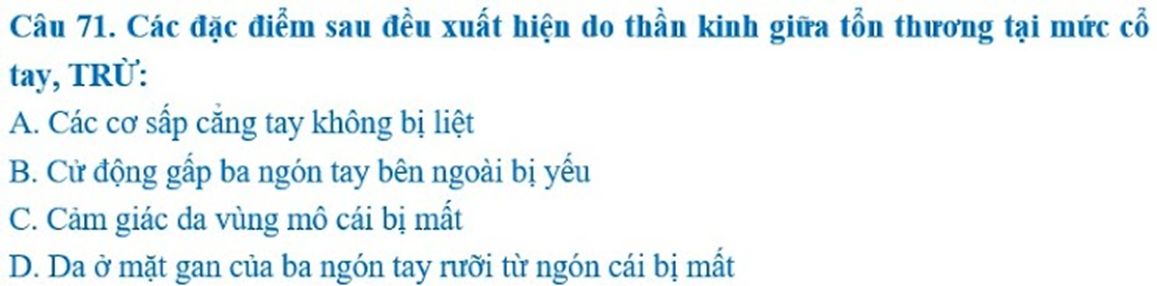 Câu 71. Các đặc điểm sau đều xuất hiện do thần kinh giữa tổn thương tại mức cổ
tay, TRỪ:
A. Các cơ sấp cẳng tay không bị liệt
B. Cử động gấp ba ngón tay bên ngoài bị yếu
C. Cảm giác da vùng mô cái bị mất
D. Da ở mặt gan của ba ngón tay rưỡi từ ngón cái bị mất